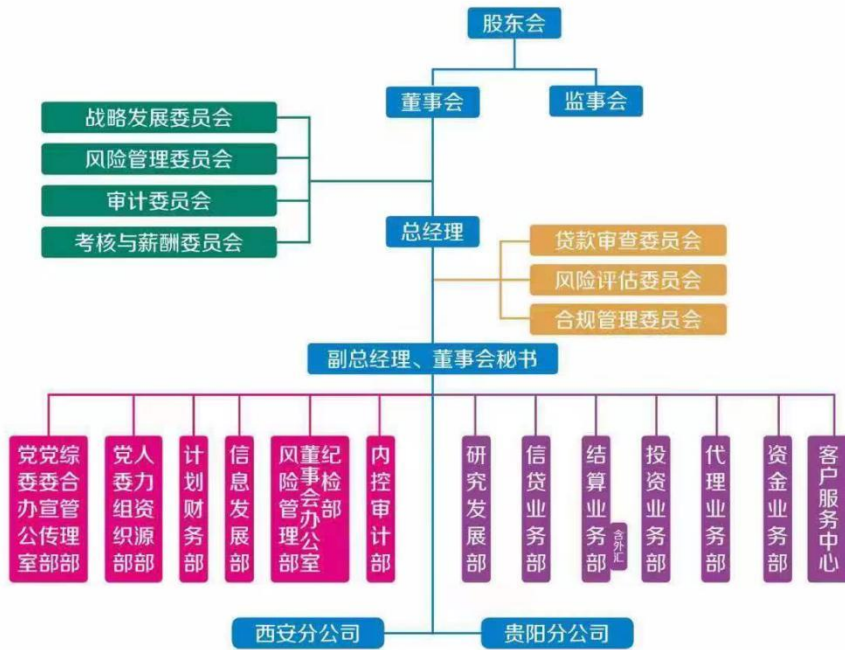 股东会
董事会
监事会
战略发展委员会
风险管理委员会
审计委员会
考核与薪酬委员会
总经理
贷款审查委员会
风险评估委员会
合规管理委员会
副总经理、董事会秘书
党委办公室
党委宣传部
综合管理部
党委组织部
人力资源部
计划财务部
信息发展部
风险管理部
董事会办公室
纪检部
内控审计部
研究发展部
信贷业务部
结算业务部
含外汇
投资业务部
代理业务部
资金业务部
客户服务中心
西安分公司
贵阳分公司